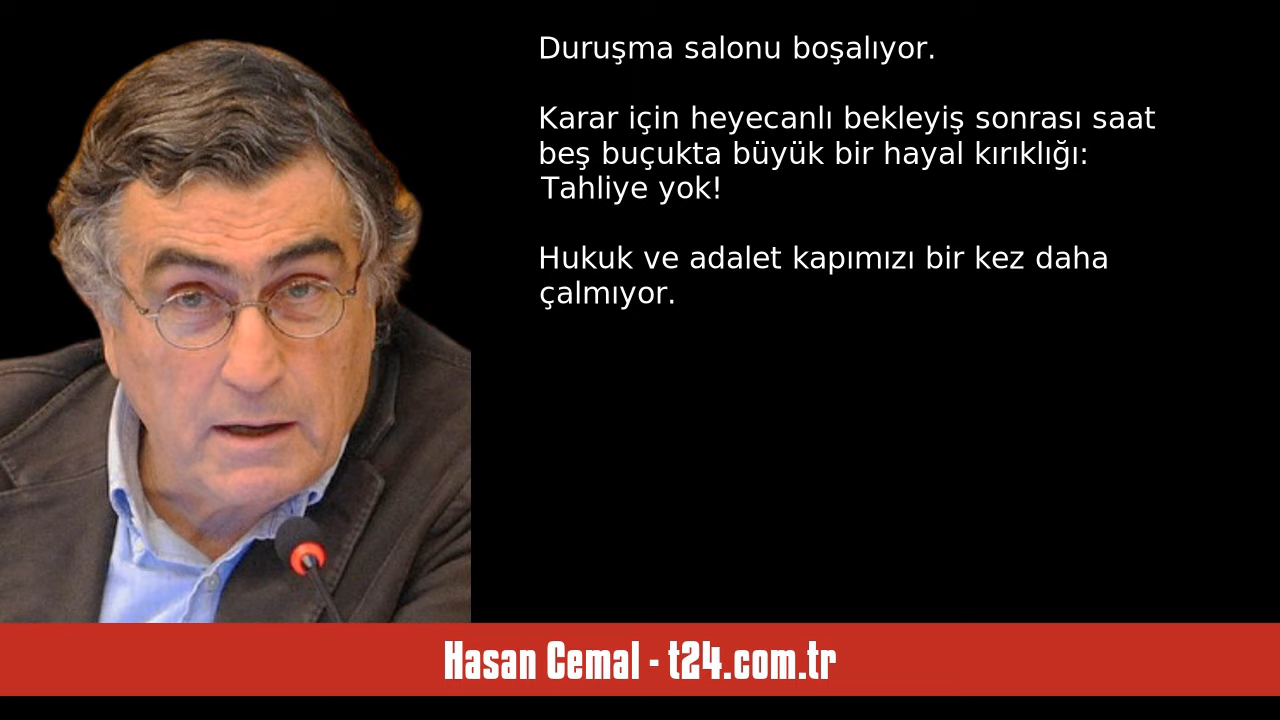 Duruşma salonu boşalıyor.
Karar için heyecanlı bekleyiş sonrası saat
beş buçukta büyük bir hayal kırıklığı:
Tahliye yok!
Hukuk ve adalet kapımızı bir kez daha
çalmıyor.
Hasan Cemal - t24.com.tr